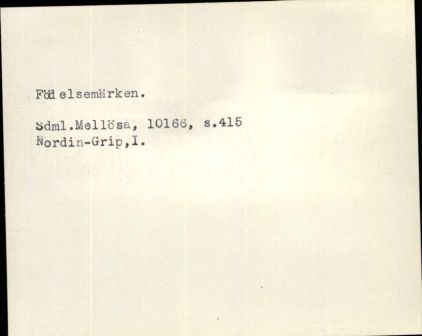 Födelsemärken.
Sdml.Mellösa, 10166, s.415
Nordin-Grip,I.